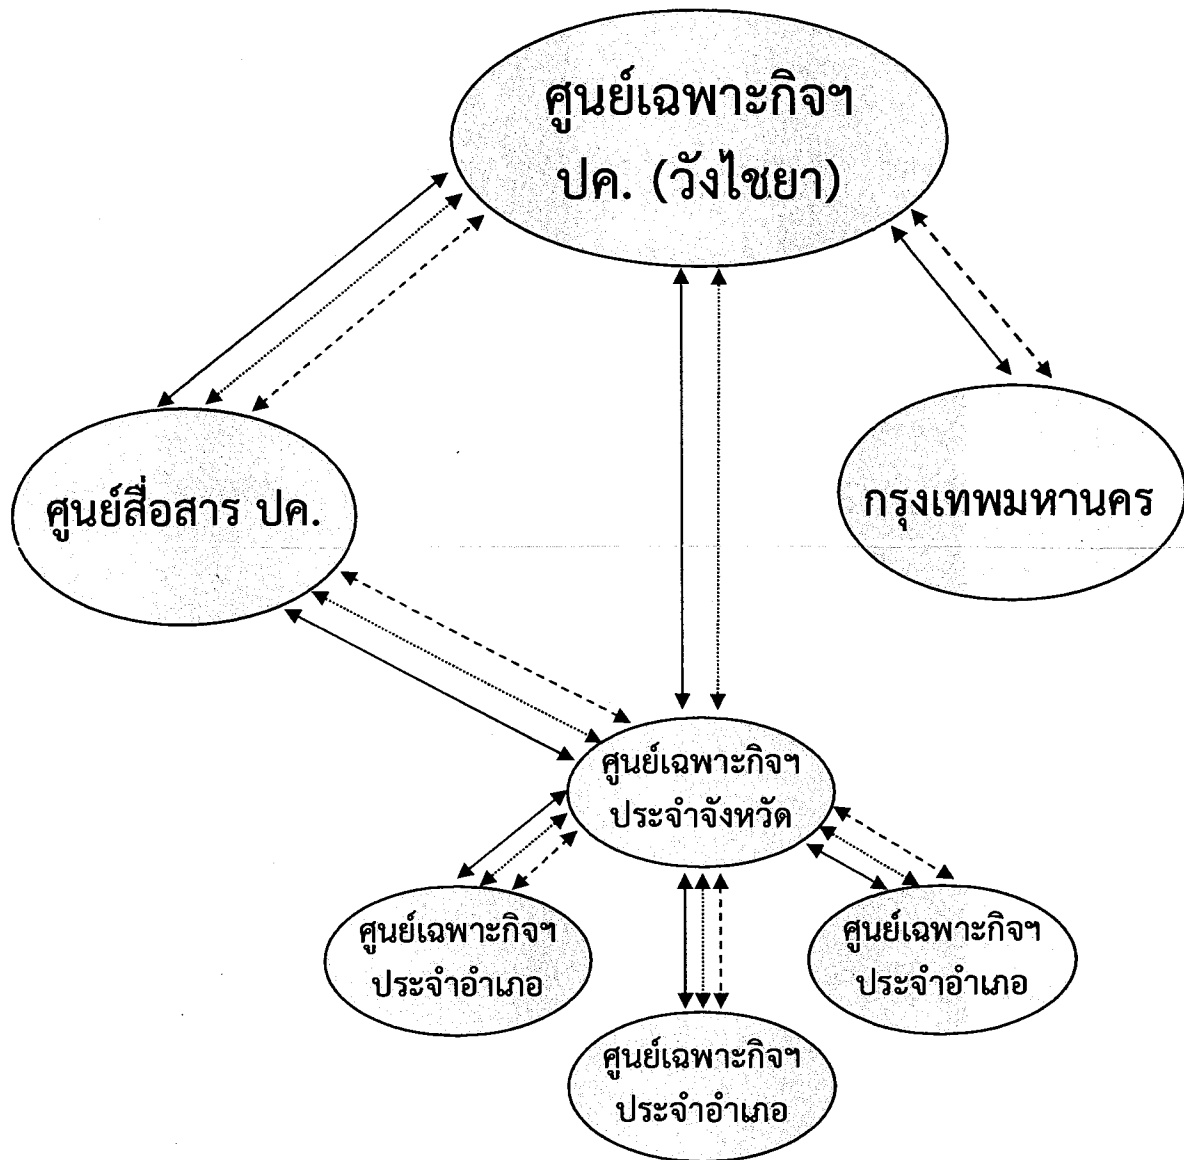 ศูนย์เฉพาะกิจฯ
ปค. (วังไชยา)
ศูนย์สื่อสาร ปค.
กรุงเทพมหานคร
ศูนย์เฉพาะกิจฯ
ประจำจังหวัด
ศูนย์เฉพาะกิจฯ
ประจำอำเภอ
ศูนย์เฉพาะกิจฯ
ประจำอำเภอ
ศูนย์เฉพาะกิจฯ
ประจำอำเภอ